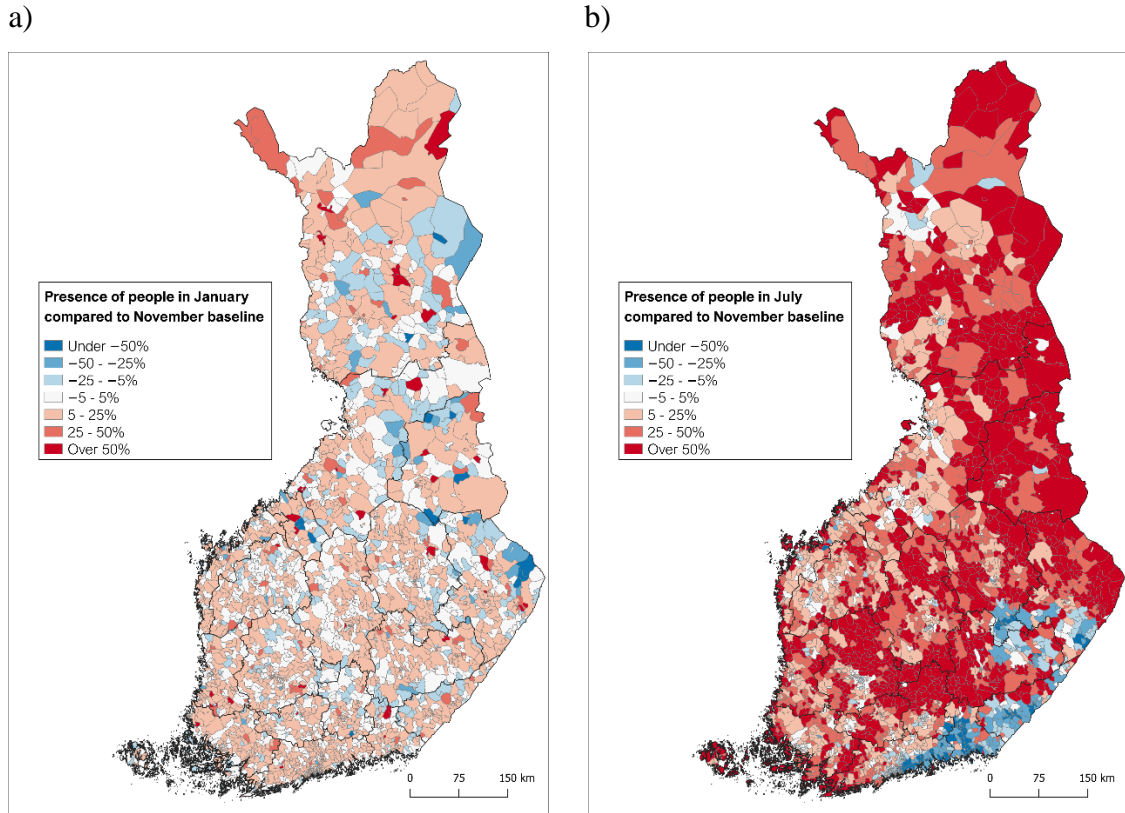 a)
b)
Presence of people in January
compared to November baseline
Under −50%
−50 - −25%
−25 - −5%
−5 - 5%
5 - 25%
25 - 50%
Over 50%
0 75 150 km
Presence of people in July
compared to November baseline
Under −50%
−50 - −25%
−25 - −5%
−5 - 5%
5 - 25%
25 - 50%
Over 50%
0 75 150 km